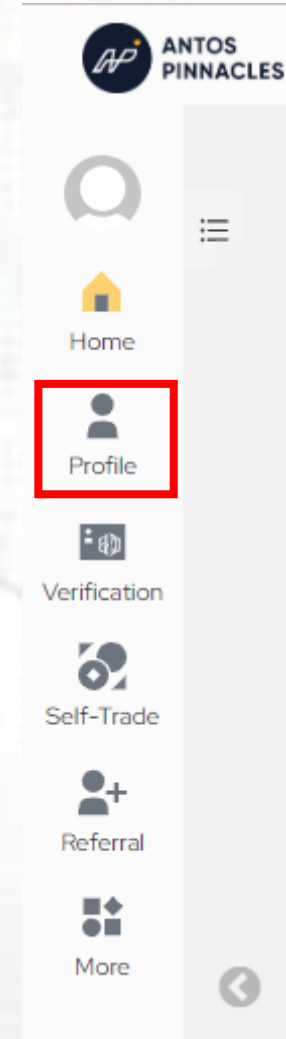 ANTOS
PINNACLES
Home
Profile
Verification
Self-Trade
Referral
More